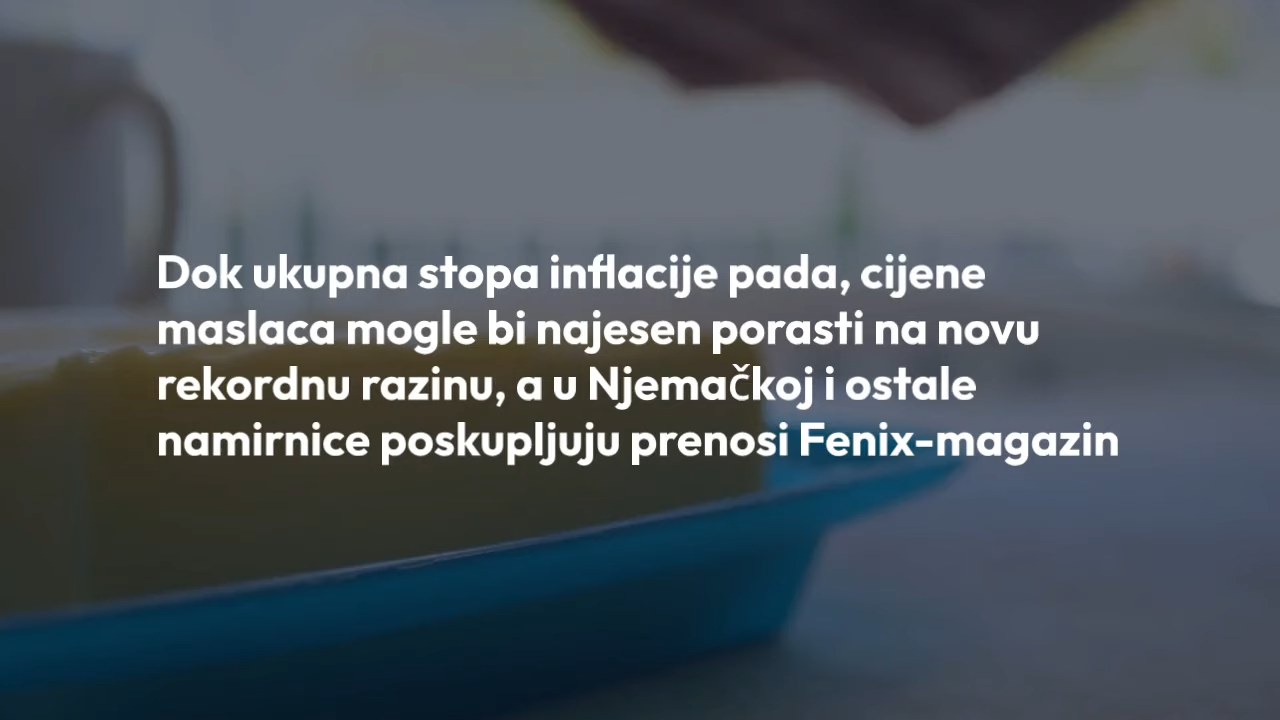 Dok ukupna stopa inflacije pada, cijene
maslaca mogle bi najesen porasti na novu
rekordnu razinu, a u Njemačkoj i ostale
namirnice poskupljuju prenosi Fenix-magazin